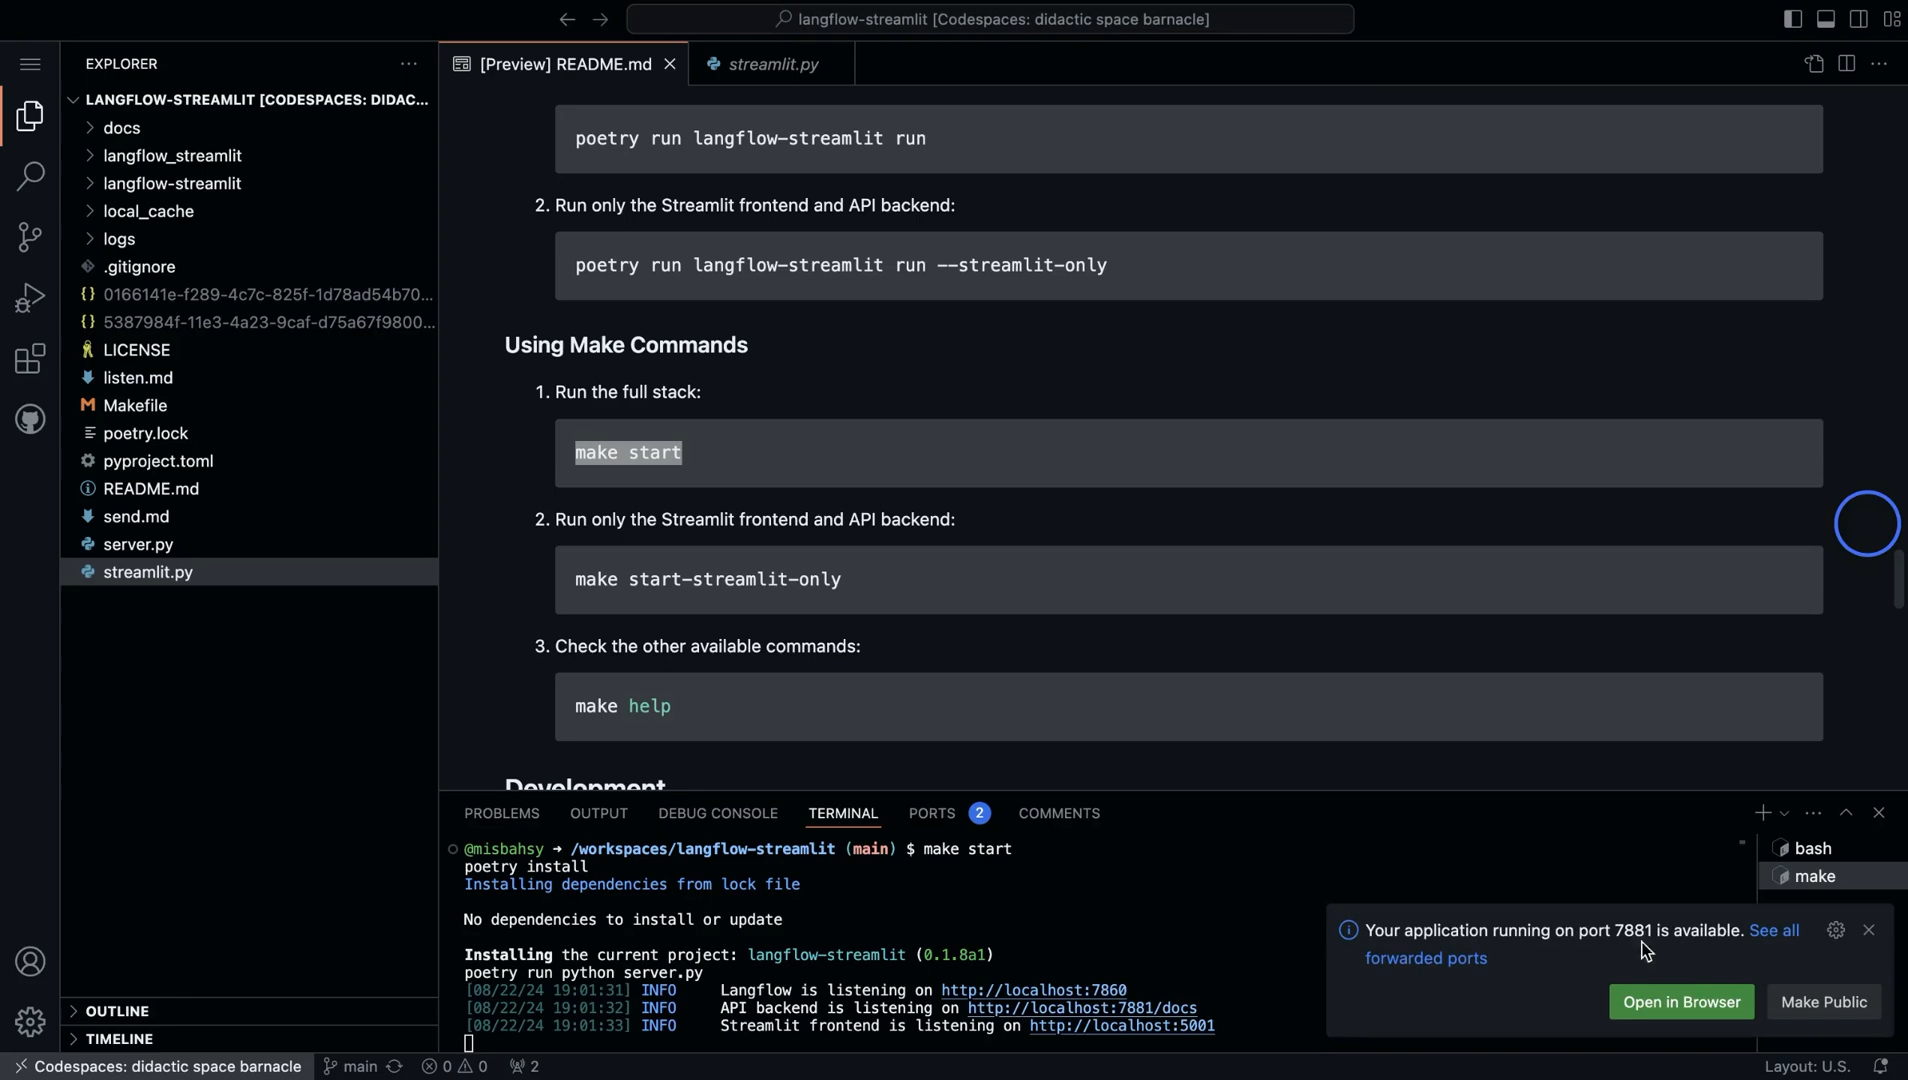 langflow-streamlit [Codespaces: didactic space barnacle]
EXPLORER
LANGFLOW-STREAMLIT [CODESPACES: DIDAC...
docs
langflow_streamlit
langflow-streamlit
local_cache
logs
.gitignore
0166141e-f289-4c7c-825f-1d78ad54b70...
5387984f-11e3-4a23-9caf-d75a67f9800...
LICENSE
listen.md
Makefile
poetry.lock
pyproject.toml
README.md
send.md
server.py
streamlit.py
OUTLINE
TIMELINE
[Preview] README.md
streamlit.py
poetry run langflow-streamlit run
2. Run only the Streamlit frontend and API backend:
poetry run langflow-streamlit run --streamlit-only
Using Make Commands
1. Run the full stack:
make start
2. Run only the Streamlit frontend and API backend:
make start-streamlit-only
3. Check the other available commands:
make help
Development
PROBLEMS OUTPUT DEBUG CONSOLE TERMINAL PORTS 2 COMMENTS
@misbahsy → /workspaces/langflow-streamlit (main) $ make start
poetry install
Installing dependencies from lock file
No dependencies to install or update
Installing the current project: langflow-streamlit (0.1.8a1)
poetry run python server.py
[08/22/24 19:01:31] INFO Langflow is listening on http://localhost:7860
[08/22/24 19:01:32] INFO API backend is listening on http://localhost:7881/docs
[08/22/24 19:01:33] INFO Streamlit frontend is listening on http://localhost:5001
bash
make
Your application running on port 7881 is available. See all
forwarded ports
Open in Browser
Make Public
Codespaces: didactic space barnacle main 0 0 2 Layout: U.S.